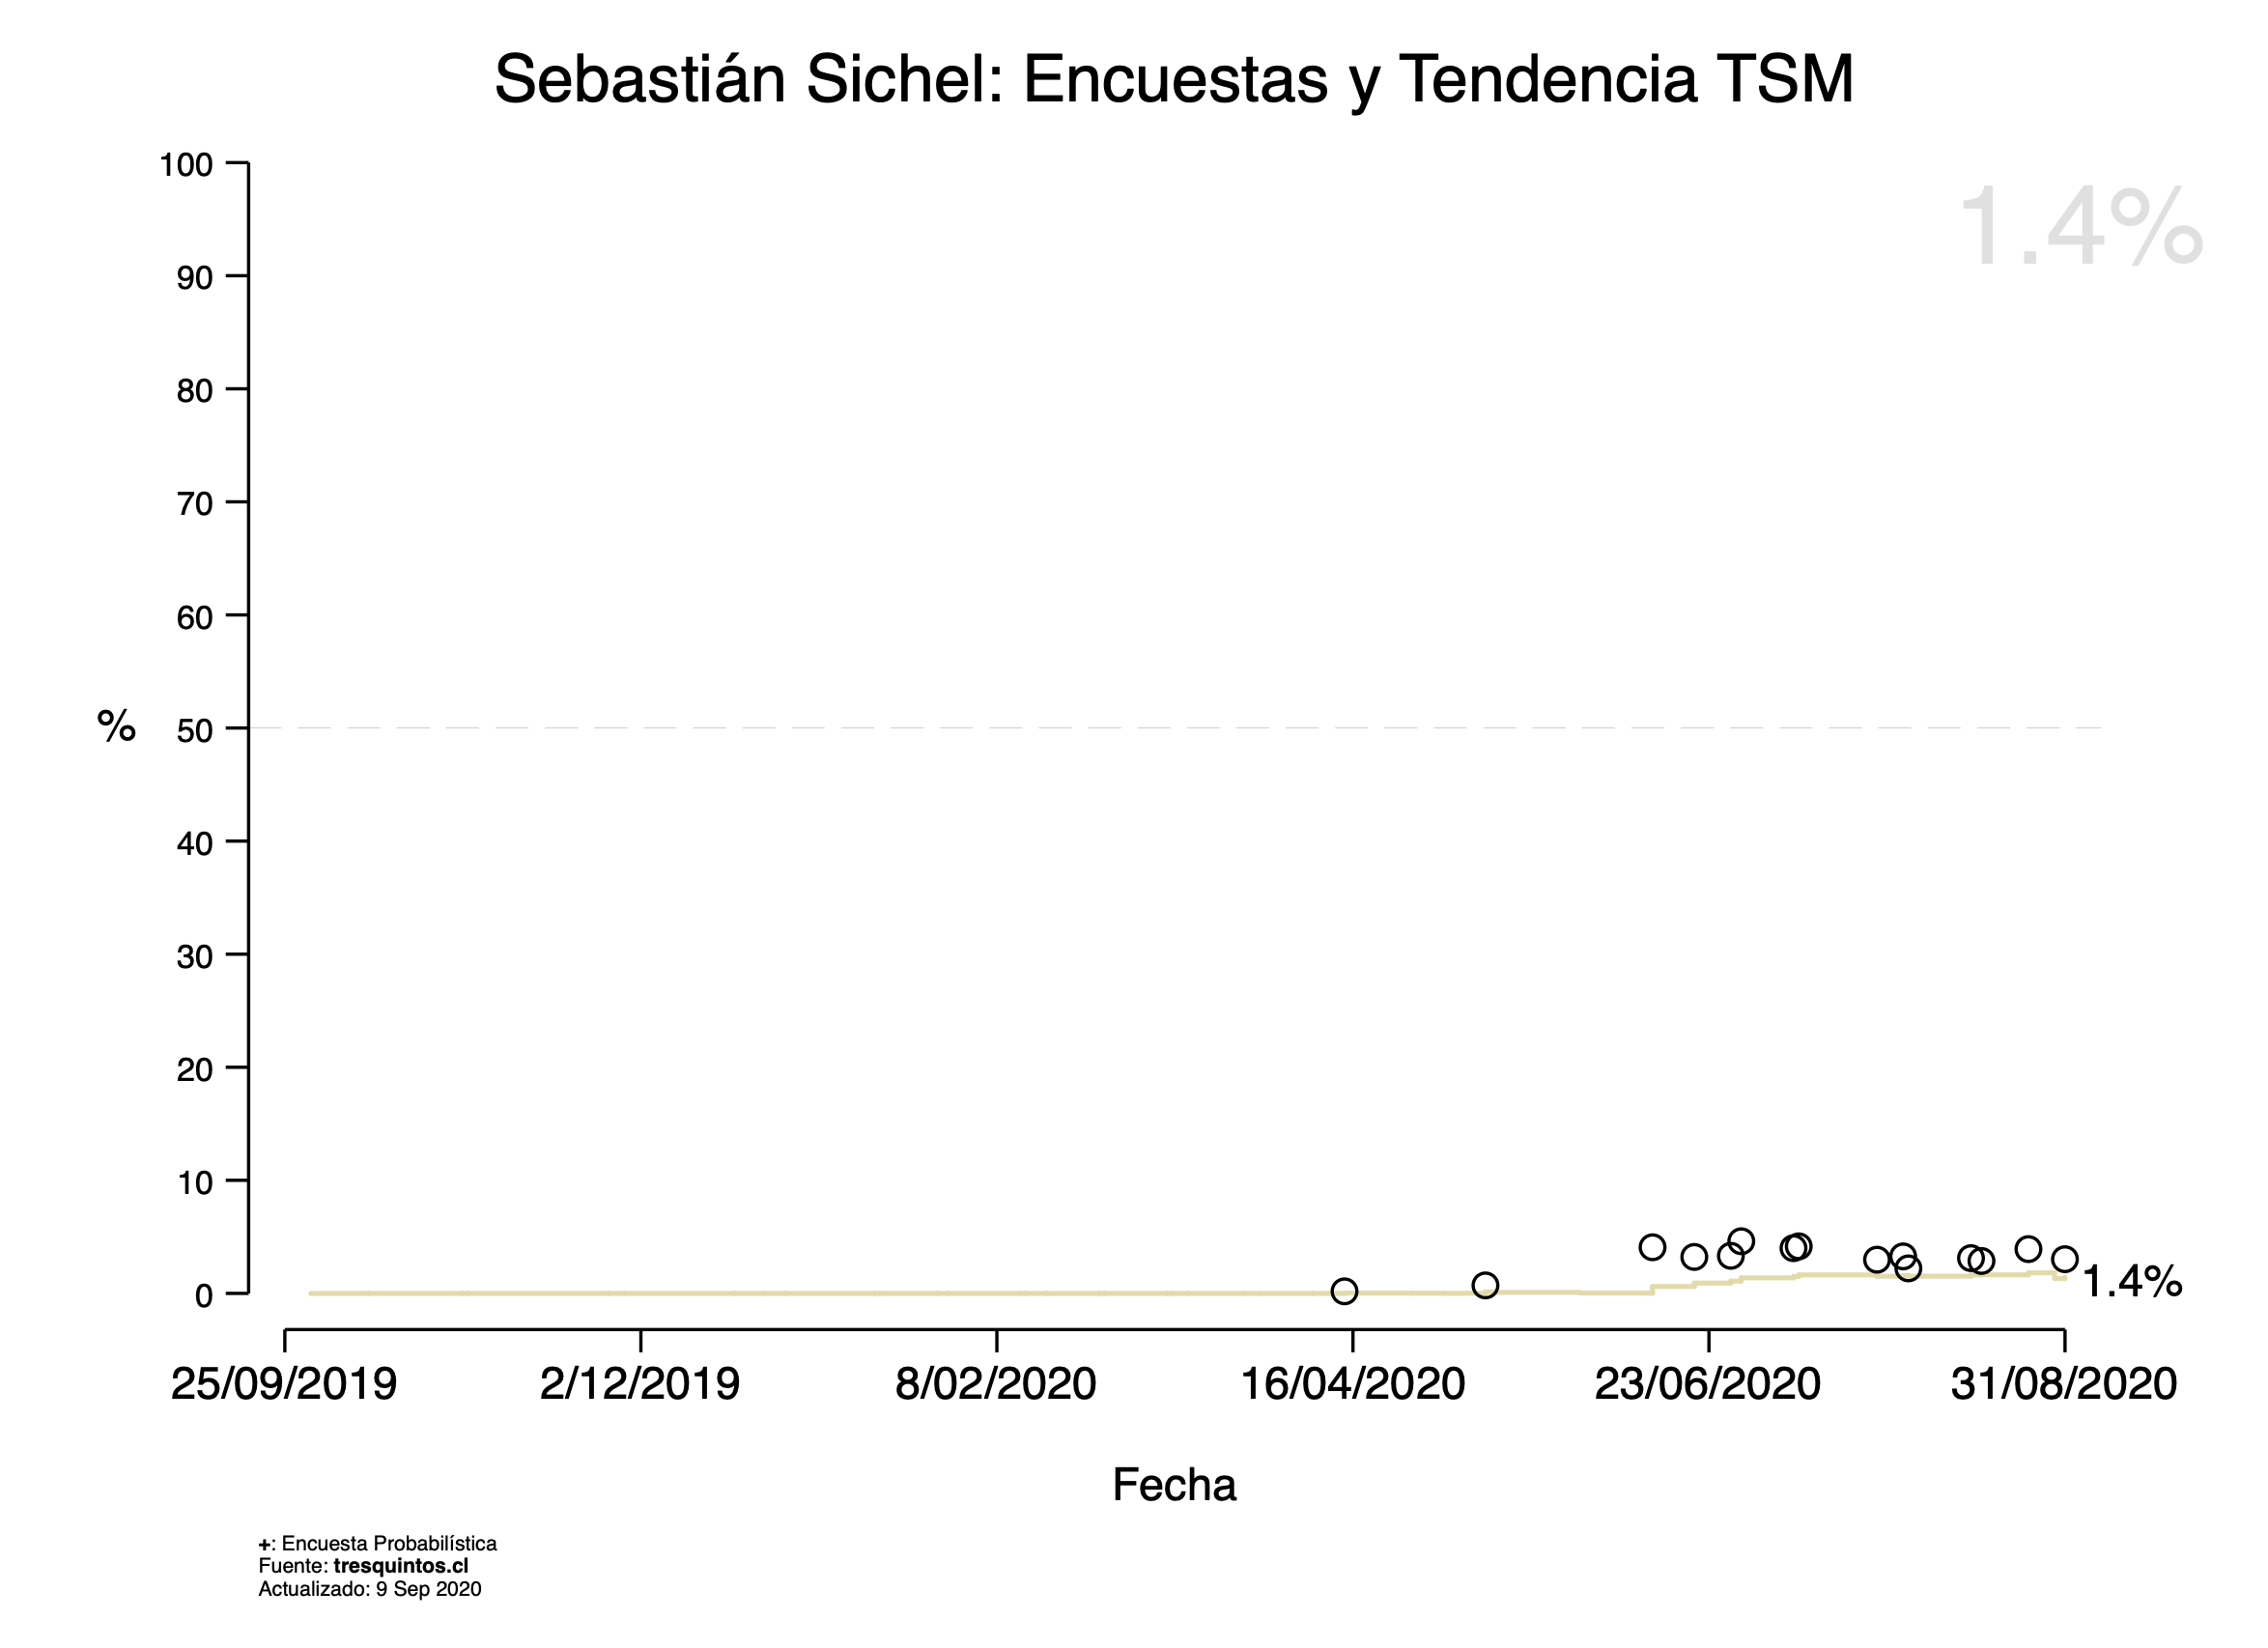 Sebastián Sichel: Encuestas y Tendencia TSM
1.4%
100
90
80
70
60
% 50
40
30
20
10
0
1.4%
25/09/2019 2/12/2019 8/02/2020 16/04/2020 23/06/2020 31/08/2020
Fecha
+: Encuesta Probabilística
Fuente: tresquintos.cl
Actualizado: 9 Sep 2020